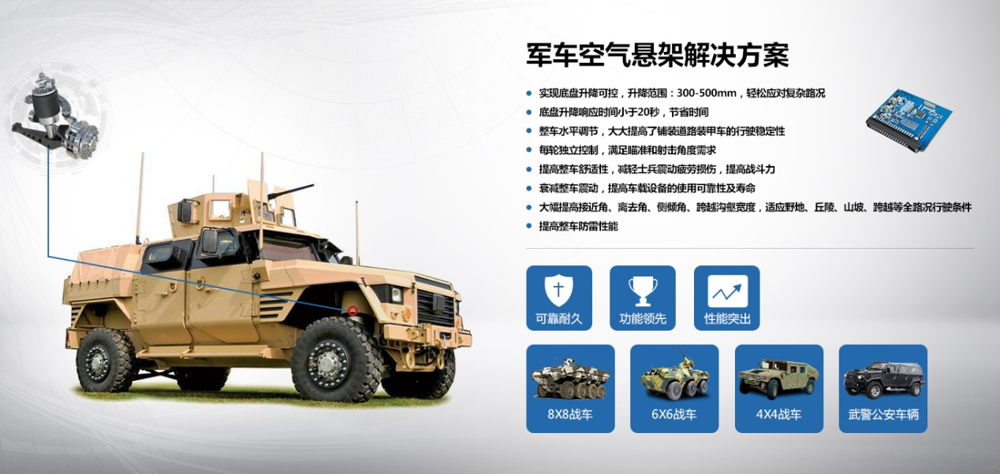 军车空气悬架解决方案
实现底盘升降可控，升降范围：300-500mm，轻松应对复杂路况
底盘升降响应时间小于20秒，节省时间
整车水平调节，大大提高了铺装道路装甲车的行驶稳定性
每轮独立控制，满足瞄准和射击角度需求
提高整车舒适性，减轻士兵震动疲劳损伤，提高战斗力
衰减整车震动，提高车载设备的使用可靠性及寿命
大幅提高接近角、离去角、侧倾角、跨越沟壑宽度，适应野地、丘陵、山坡、跨越等全路况行驶条件
提高整车防雷性能
可靠耐久 功能领先 性能突出
8X8战车 6X6战车 4X4战车 武警公安车辆